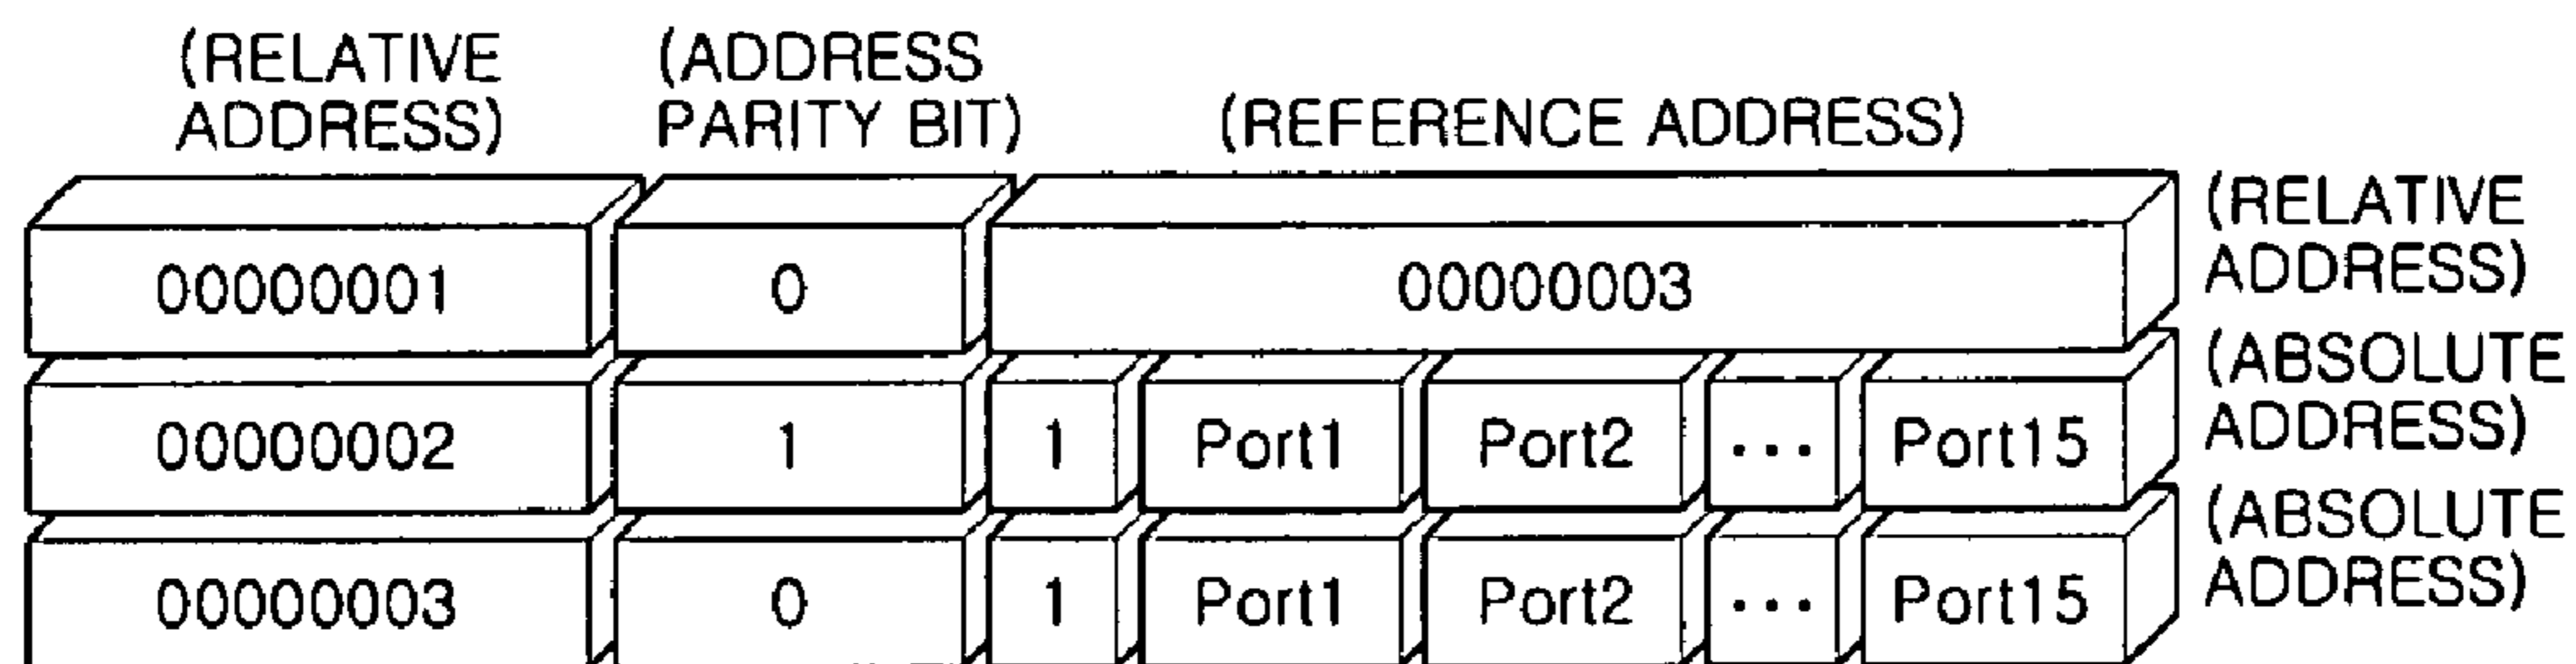 (RELATIVE
ADDRESS)
(ADDRESS
PARITY BIT)
(REFERENCE ADDRESS)
00000001 0 00000003
(RELATIVE
ADDRESS)
00000002 1 1 Port1 Port2 ... Port15
(ABSOLUTE
ADDRESS)
00000003 0 1 Port1 Port2 ... Port15
(ABSOLUTE
ADDRESS)